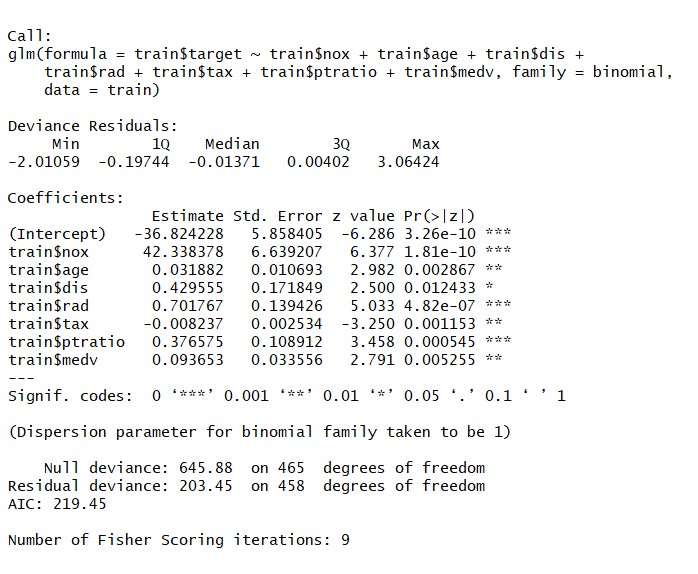 Call:
glm(formula = train$target ~ train$nox + train$age + train$dis +
    train$rad + train$tax + train$ptratio + train$medv, family = binomial,
    data = train)

Deviance Residuals:
     Min        1Q    Median        3Q       Max
-2.01059  -0.19744  -0.01371   0.00402   3.06424

Coefficients:
                Estimate Std. Error z value Pr(>|z|)
(Intercept)   -36.824228   5.858405  -6.286 3.26e-10 ***
train$nox      42.338378   6.639207   6.377 1.81e-10 ***
train$age       0.031882   0.010693   2.982 0.002867 **
train$dis       0.429555   0.171849   2.500 0.012433 *
train$rad       0.701767   0.139426   5.033 4.82e-07 ***
train$tax      -0.008237   0.002534  -3.250 0.001153 **
train$ptratio   0.376575   0.108912   3.458 0.000545 ***
train$medv      0.093653   0.033556   2.791 0.005255 **
---
Signif. codes:  0 ‘***’ 0.001 ‘**’ 0.01 ‘*’ 0.05 ‘.’ 0.1 ‘ ’ 1

(Dispersion parameter for binomial family taken to be 1)

    Null deviance: 645.88  on 465  degrees of freedom
Residual deviance: 203.45  on 458  degrees of freedom
AIC: 219.45

Number of Fisher Scoring iterations: 9